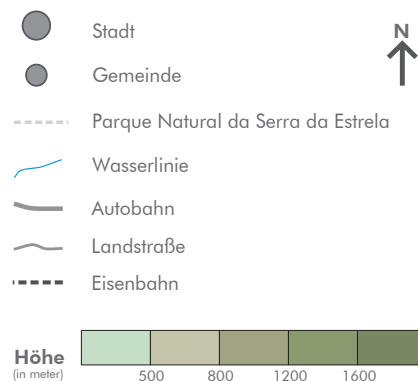 Stadt
N
Gemeinde
Parque Natural da Serra da Estrela
Wasserlinie
Autobahn
Landstraße
Eisenbahn
Höhe
(in meter)
500 800 1200 1600